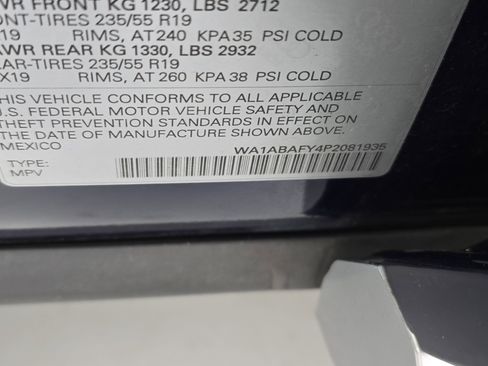 WR FRONT KG 1230, LBS 2712
ONT-TIRES 235/55 R19
X19 RIMS, AT 240 KPA 35 PSI COLD
AWR REAR KG 1330, LBS 2932
AR-TIRES 235/55 R19
X19 RIMS, AT 260 KPA 38 PSI COLD
THIS VEHICLE CONFORMS TO ALL APPLICABLE
U.S. FEDERAL MOTOR VEHICLE SAFETY AND
THEFT PREVENTION STANDARDS IN EFFECT ON
DATE OF MANUFACTURE SHOWN ABOVE.
MEXICO
WA1ABAFY4P2081935
TYPE:
MPV